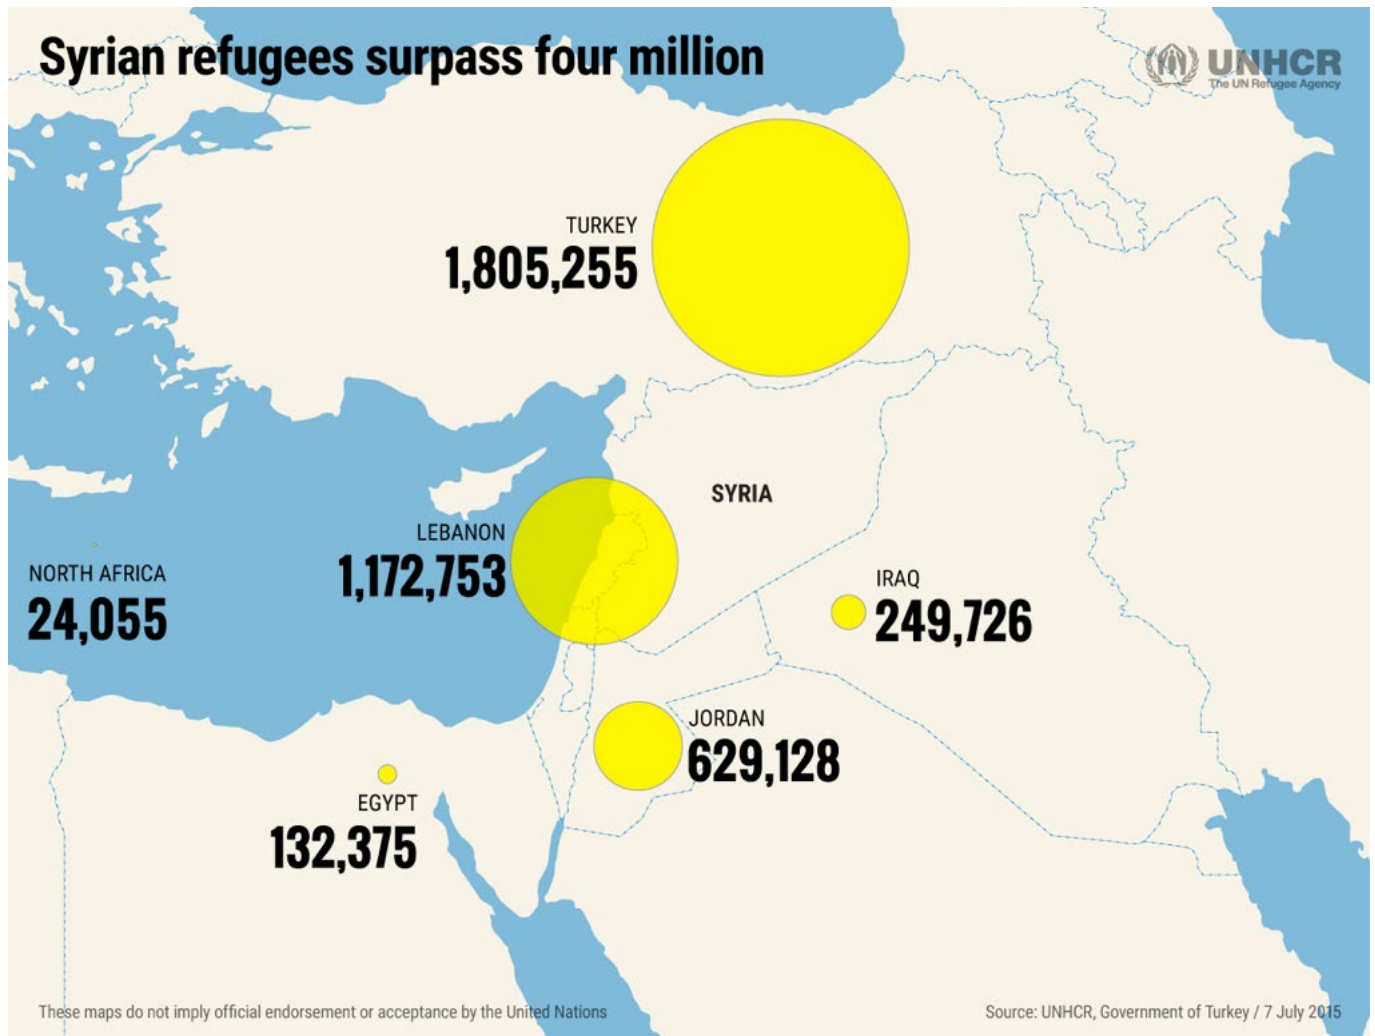 Syrian refugees surpass four million
UNHCR
The UN Refugee Agency
TURKEY
1,805,255
SYRIA
LEBANON
1,172,753
NORTH AFRICA
24,055
IRAQ
249,726
JORDAN
629,128
EGYPT
132,375
These maps do not imply official endorsement or acceptance by the United Nations
Source: UNHCR, Government of Turkey / 7 July 2015